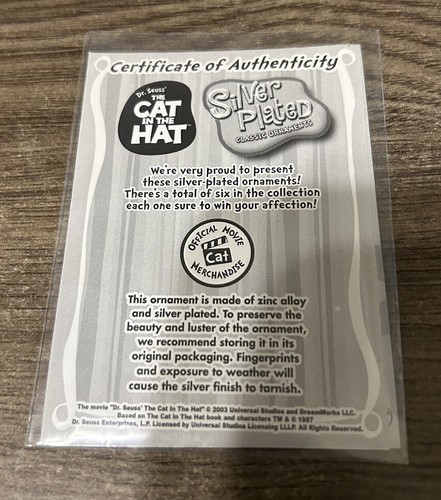 Certificate of Authenticity
Dr. Seuss'
THE
CAT
IN THE
HAT™
Silver
Plated
CLASSIC ORNAMENTS
We're very proud to present
these silver-plated ornaments!
There's a total of six in the collection
each one sure to win your affection!
OFFICIAL MOVIE
Cat
MERCHANDISE
This ornament is made of zinc alloy
and silver plated. To preserve the
beauty and luster of the ornament,
we recommend storing it in its
original packaging. Fingerprints
and exposure to weather will
cause the silver finish to tarnish.
The movie "Dr. Seuss' The Cat In The Hat" © 2003 Universal Studios and DreamWorks LLC.
Based on The Cat In The Hat book and characters TM & © 1957
Dr. Seuss Enterprises, L.P. Licensed by Universal Studios Licensing LLLP. All Rights Reserved.